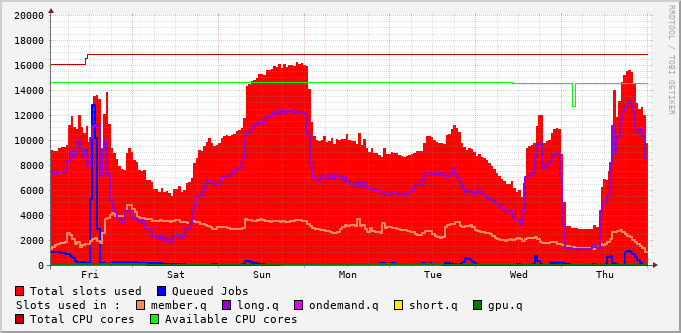 20000
18000
16000
14000
12000
10000
8000
6000
4000
2000
0
Fri Sat Sun Mon Tue Wed Thu
RRDTOOL / TOBI OETIKER
Total slots used Queued Jobs
Slots used in : member.q long.q ondemand.q short.q gpu.q
Total CPU cores Available CPU cores